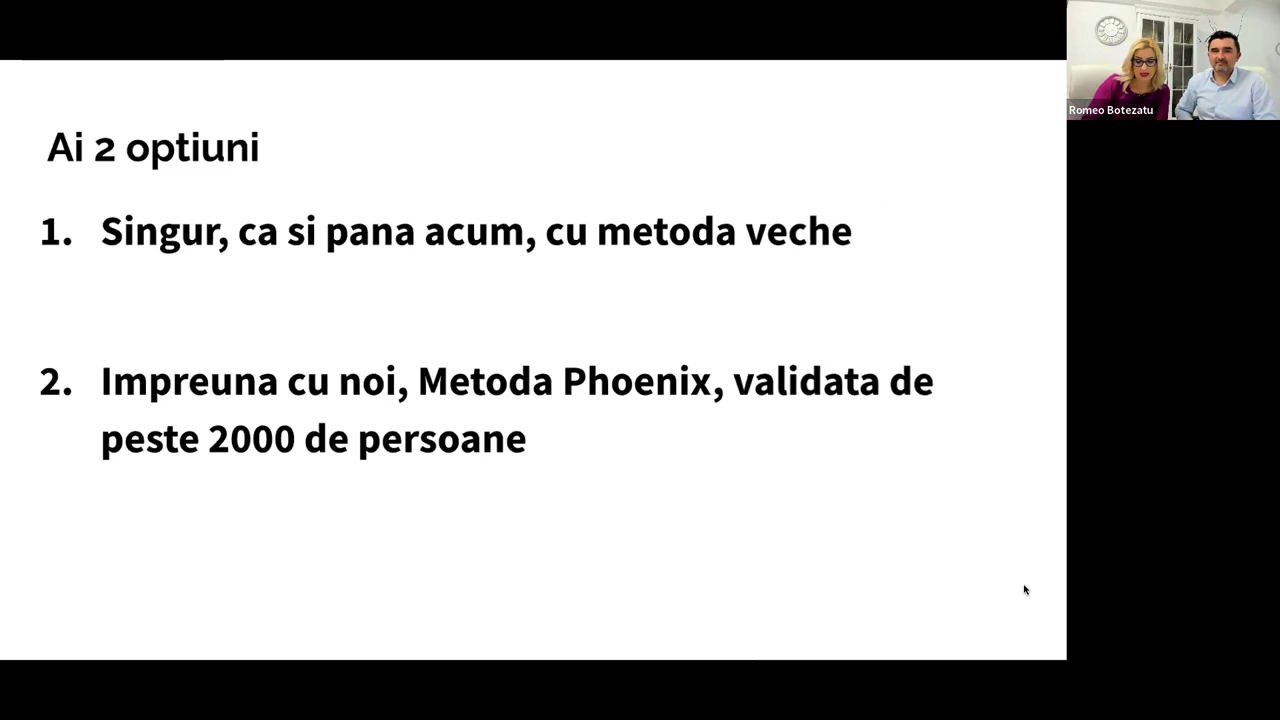 Ai 2 optiuni
1. Singur, ca si pana acum, cu metoda veche
2. Impreuna cu noi, Metoda Phoenix, validata de
peste 2000 de persoane
Romeo Botezatu